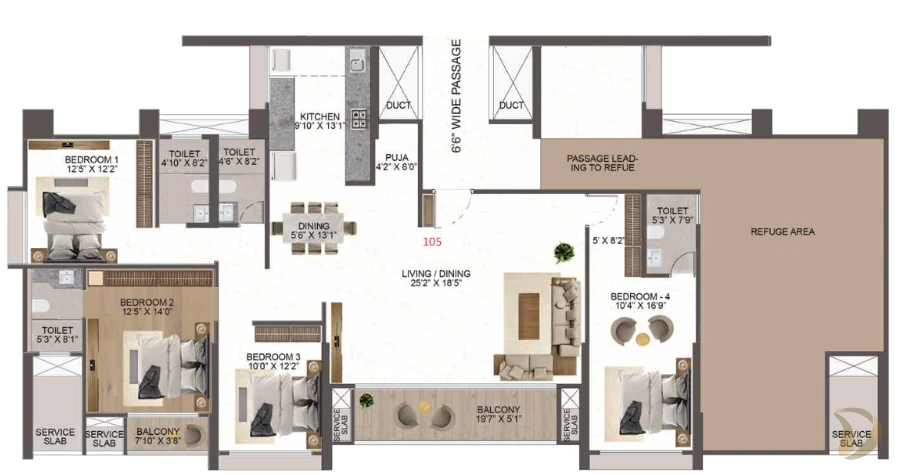 6'6" WIDE PASSAGE
DUCT
DUCT
KITCHEN
9'10" X 13'1"
BEDROOM 1
12'5" X 12'2"
TOILET
4'10" X 8'2"
TOILET
4'6" X 8'2"
PUJA
4'2" X 6'0"
PASSAGE LEAD-
ING TO REFUE
TOILET
5'3" X 7'9"
REFUGE AREA
DINING
5'6" X 13'1"
105
5' X 8'2"
LIVING / DINING
25'2" X 18'5"
BEDROOM 2
12'5" X 14'0"
BEDROOM - 4
10'4" X 16'9"
TOILET
5'3" X 8'1"
BEDROOM 3
10'0" X 12'2"
BALCONY
19'7" X 5'1"
SERVICE
SLAB
SERVICE
SLAB
BALCONY
7'10" X 3'8"
SERVICE
SLAB
SERVICE
SLAB
SERVICE
SLAB